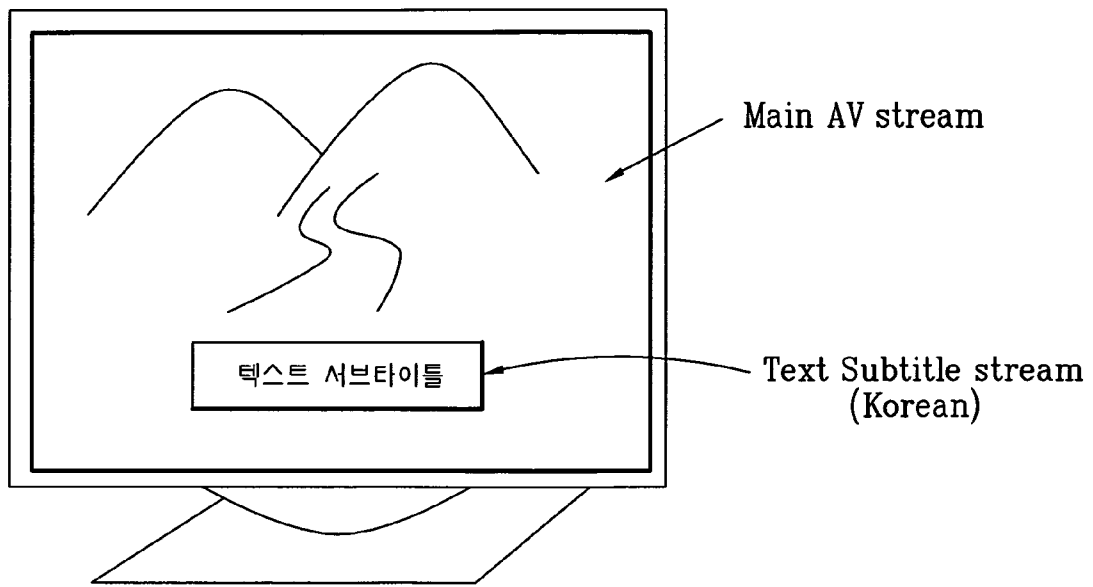 Main AV stream
텍스트 서브타이틀
Text Subtitle stream
(Korean)